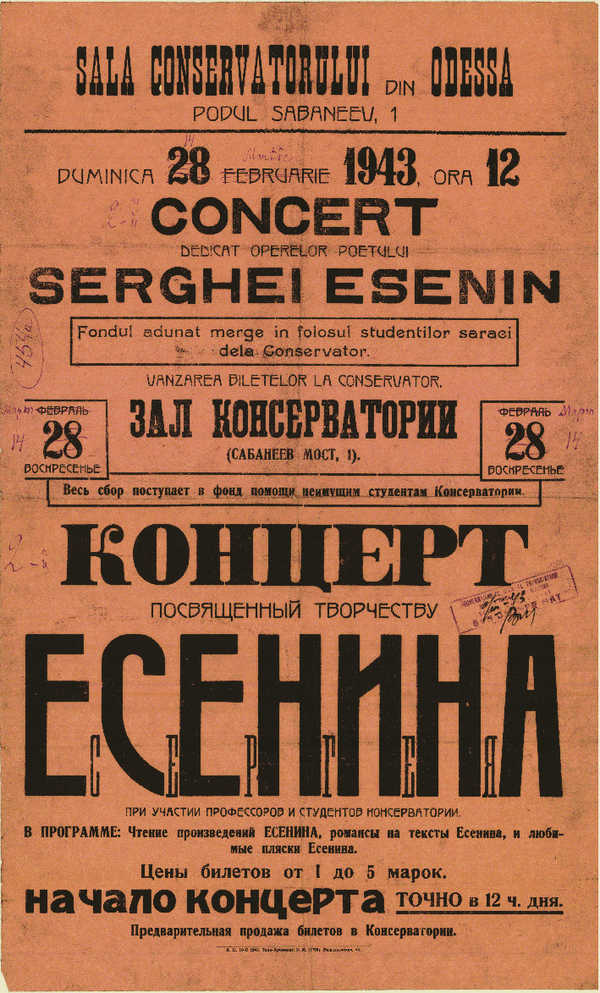 SALA CONSERVATORULUI DIN ODESSA
PODUL SABANEEV, 1
14
DUMINICA 28 FEBRUARIE 1943, ORA 12
CONCERT
DEDICAT OPERELOR POETULUI
SERGHEI ESENIN
Fondul adunat merge in folosul studentilor saraci
dela Conservator.
VANZAREA BILETELOR LA CONSERVATOR.
ФЕВРАЛЬ
28
ВОСКРЕСЕНЬЕ
14
ЗАЛ КОНСЕРВАТОРИИ
(САБАНЕЕВ МОСТ, 1).
ФЕВРАЛЬ
28
ВОСКРЕСЕНЬЕ
14
Весь сбор поступает в фонд помощи неимущим студентам Консерватории.
КОНЦЕРТ
ПОСВЯЩЕННЫЙ ТВОРЧЕСТВУ
СЕРГЕЯ
ЕСЕНИНА
ПРИ УЧАСТИИ ПРОФЕССОРОВ И СТУДЕНТОВ КОНСЕРВАТОРИИ.
В ПРОГРАММЕ: Чтение произведений ЕСЕНИНА, романсы на тексты Есенина, и люби-
мые пляски Есенина.
Цены билетов от 1 до 5 марок.
начало концерта ТОЧНО в 12 ч. дня.
Предварительная продажа билетов в Консерватории.